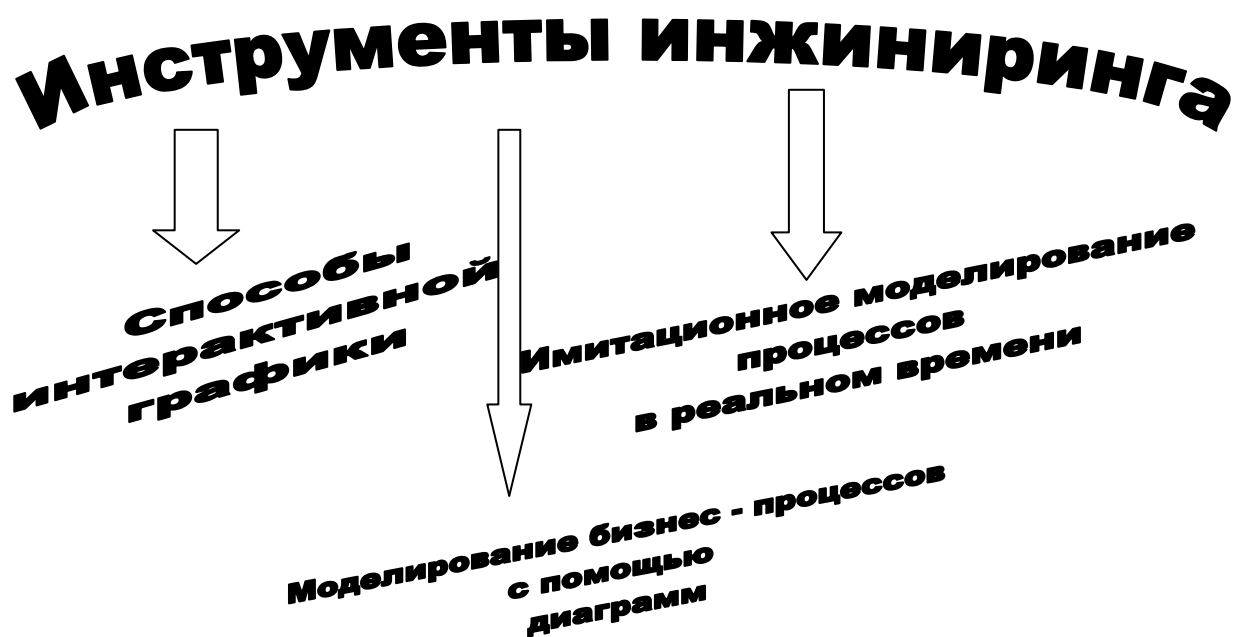 Инструменты инжиниринга
Способы
интерактивной
графики
Имитационное моделирование
процессов
в реальном времени
Моделирование бизнес - процессов
с помощью
диаграмм